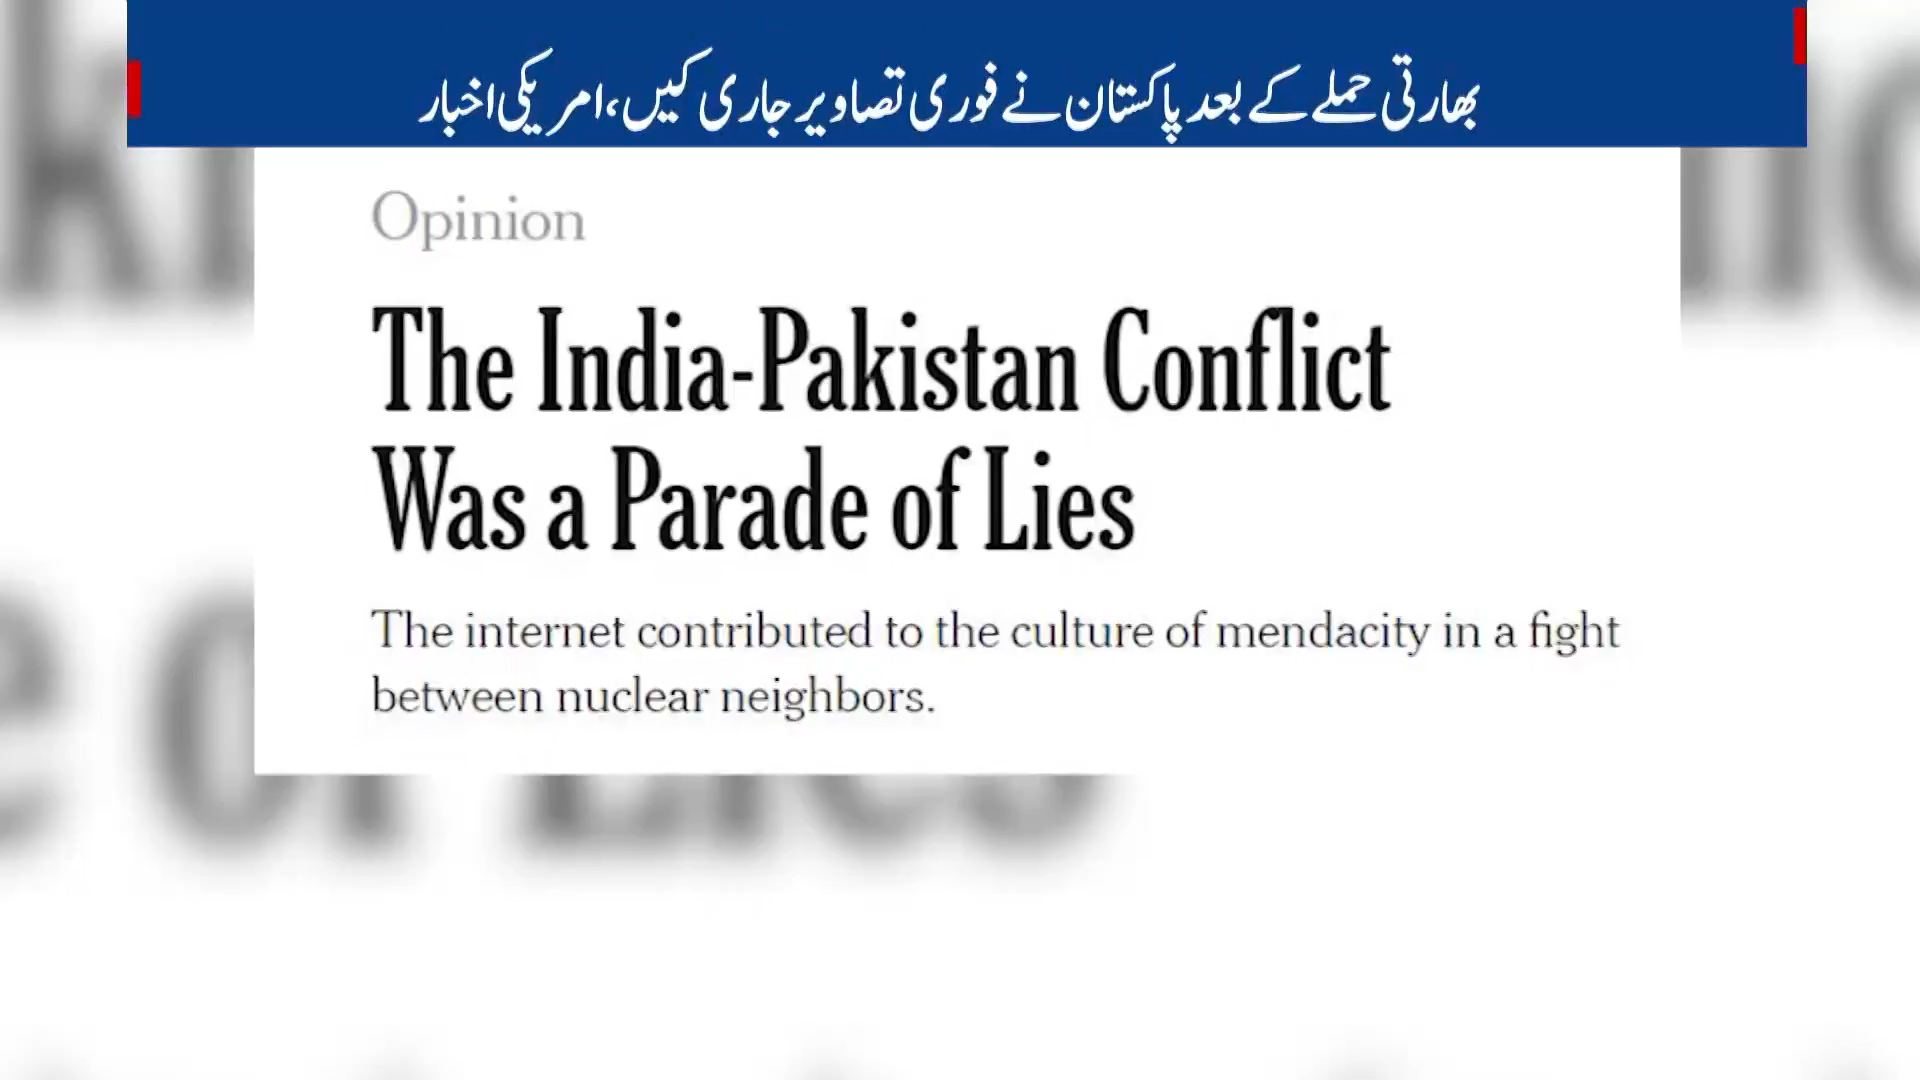 بھارتی حملے کے بعد پاکستان نے فوری تصاویر جاری کیں، امریکی اخبار
Opinion
The India-Pakistan Conflict
Was a Parade of Lies
The internet contributed to the culture of mendacity in a fight
between nuclear neighbors.